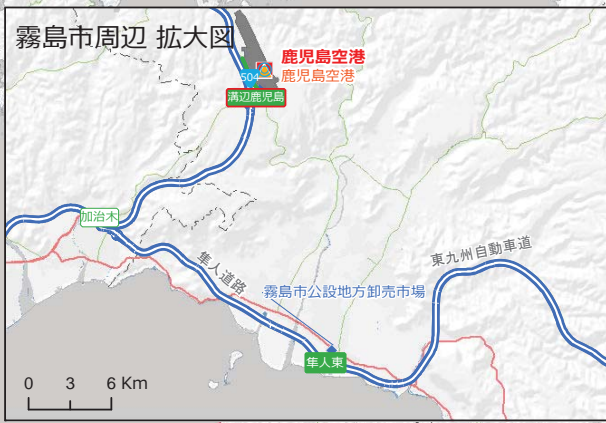 霧島市周辺 拡大図
鹿児島空港
鹿児島空港
504
溝辺鹿児島
加治木
隼人道路
東九州自動車道
霧島市公設地方卸売市場
隼人東
0 3 6 Km